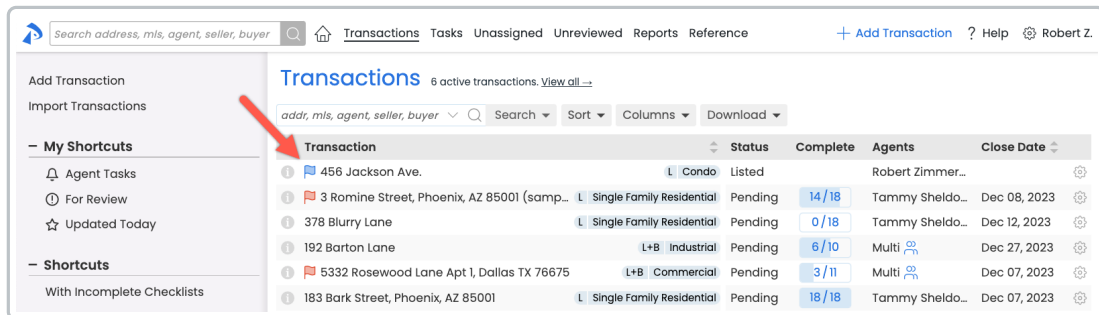 Search address, mls, agent, seller, buyer Transactions Tasks Unassigned Unreviewed Reports Reference + Add Transaction ? Help Robert Z.
Add Transaction
Import Transactions
− My Shortcuts
Agent Tasks
For Review
Updated Today
− Shortcuts
With Incomplete Checklists
Transactions 6 active transactions. View all →
addr, mls, agent, seller, buyer Search Sort Columns Download
Transaction Status Complete Agents Close Date
456 Jackson Ave. L Condo Listed Robert Zimmer...
3 Romine Street, Phoenix, AZ 85001 (samp... L Single Family Residential Pending 14/18 Tammy Sheldo... Dec 08, 2023
378 Blurry Lane L Single Family Residential Pending 0/18 Tammy Sheldo... Dec 12, 2023
192 Barton Lane L+B Industrial Pending 6/10 Multi Dec 27, 2023
5332 Rosewood Lane Apt 1, Dallas TX 76675 L+B Commercial Pending 3/11 Multi Dec 07, 2023
183 Bark Street, Phoenix, AZ 85001 L Single Family Residential Pending 18/18 Tammy Sheldo... Dec 07, 2023